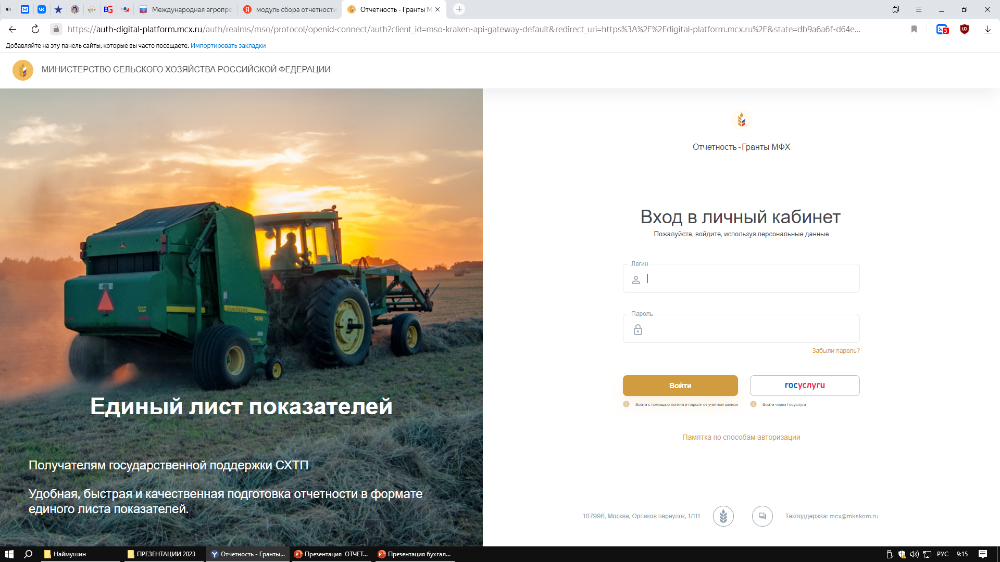 Международная агропро
модуль сбора отчетности
Отчетность - Гранты М
https://auth-digital-platform.mcx.ru/auth/realms/mso/protocol/openid-connect/auth?client_id=mso-kraken-api-gateway-default&redirect_uri=https%3A%2F%2Fdigital-platform.mcx.ru%2F&state=db9a6a6f-d64e...
3
Добавляйте на эту панель сайты, которые вы часто посещаете. Импортировать закладки
МИНИСТЕРСТВО СЕЛЬСКОГО ХОЗЯЙСТВА РОССИЙСКОЙ ФЕДЕРАЦИИ
Отчетность - Гранты МФХ
Вход в личный кабинет
Пожалуйста, войдите, используя персональные данные
Логин
Пароль
Забыли пароль?
Войти
госуслуги
Войти с помощью логина и пароля от учетной записи
Войти через Госуслуги
Памятка по способам авторизации
107996, Москва, Орликов переулок, 1/111
Техподдержка: mcx@mkskom.ru
JOHN DEERE
568
Единый лист показателей
Получателям государственной поддержки СХТП
Удобная, быстрая и качественная подготовка отчетности в формате
единого листа показателей.
Наймушин
ПРЕЗЕНТАЦИИ 2023
Отчетность - Гранты...
Презентация ОТЧЕТ...
Презентация бухгал...
РУС
9:15